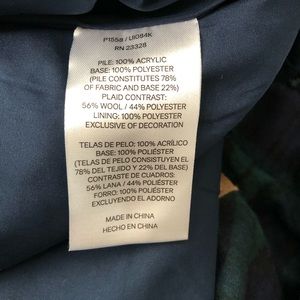 P1558 / UI084K
RN 23328
PILE: 100% ACRYLIC
BASE: 100% POLYESTER
(PILE CONSTITUTES 78%
OF FABRIC AND BASE 22%)
PLAID CONTRAST:
56% WOOL / 44% POLYESTER
LINING: 100% POLYESTER
EXCLUSIVE OF DECORATION
TELAS DE PELO: 100% ACRÍLICO
BASE: 100% POLIÉSTER
(TELAS DE PELO CONSTITUYEN EL
78% DEL TEJIDO Y 22% DEL BASE)
CONTRASTE DE CUADROS:
56% LANA / 44% POLIÉSTER
FORRO: 100% POLIÉSTER
EXCLUYENDO EL ADORNO
MADE IN CHINA
HECHO EN CHINA